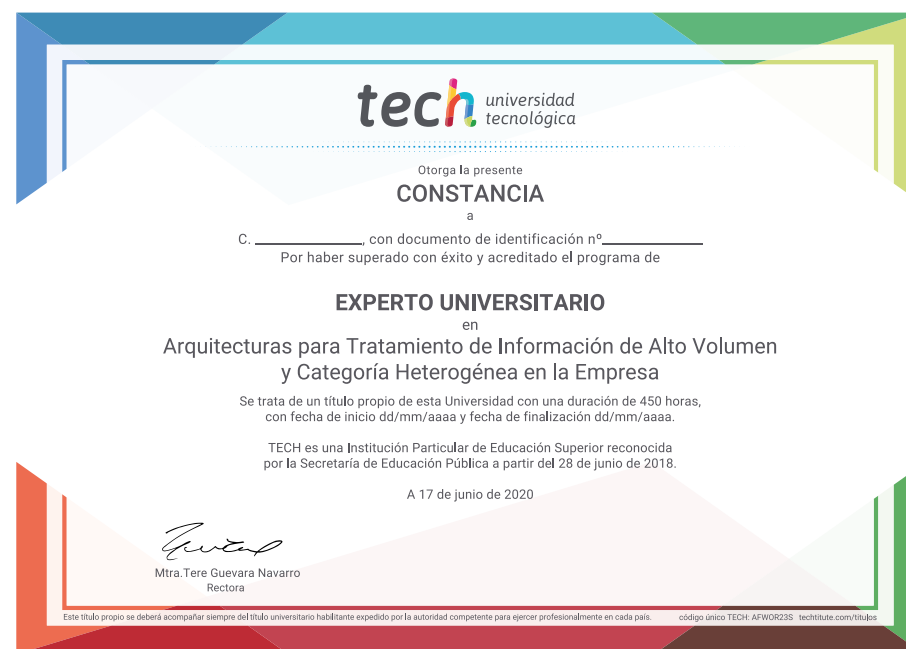 tech universidad
tecnológica
Otorga la presente
CONSTANCIA
a
C. ____________, con documento de identificación nº____________
Por haber superado con éxito y acreditado el programa de
EXPERTO UNIVERSITARIO
en
Arquitecturas para Tratamiento de Información de Alto Volumen
y Categoría Heterogénea en la Empresa
Se trata de un título propio de esta Universidad con una duración de 450 horas,
con fecha de inicio dd/mm/aaaa y fecha de finalización dd/mm/aaaa.
TECH es una Institución Particular de Educación Superior reconocida
por la Secretaría de Educación Pública a partir del 28 de junio de 2018.
A 17 de junio de 2020
Mtra.Tere Guevara Navarro
Rectora
Este título propio se deberá acompañar siempre del título universitario habilitante expedido por la autoridad competente para ejercer profesionalmente en cada país. código único TECH: AFWOR23S techtitute.com/titulos